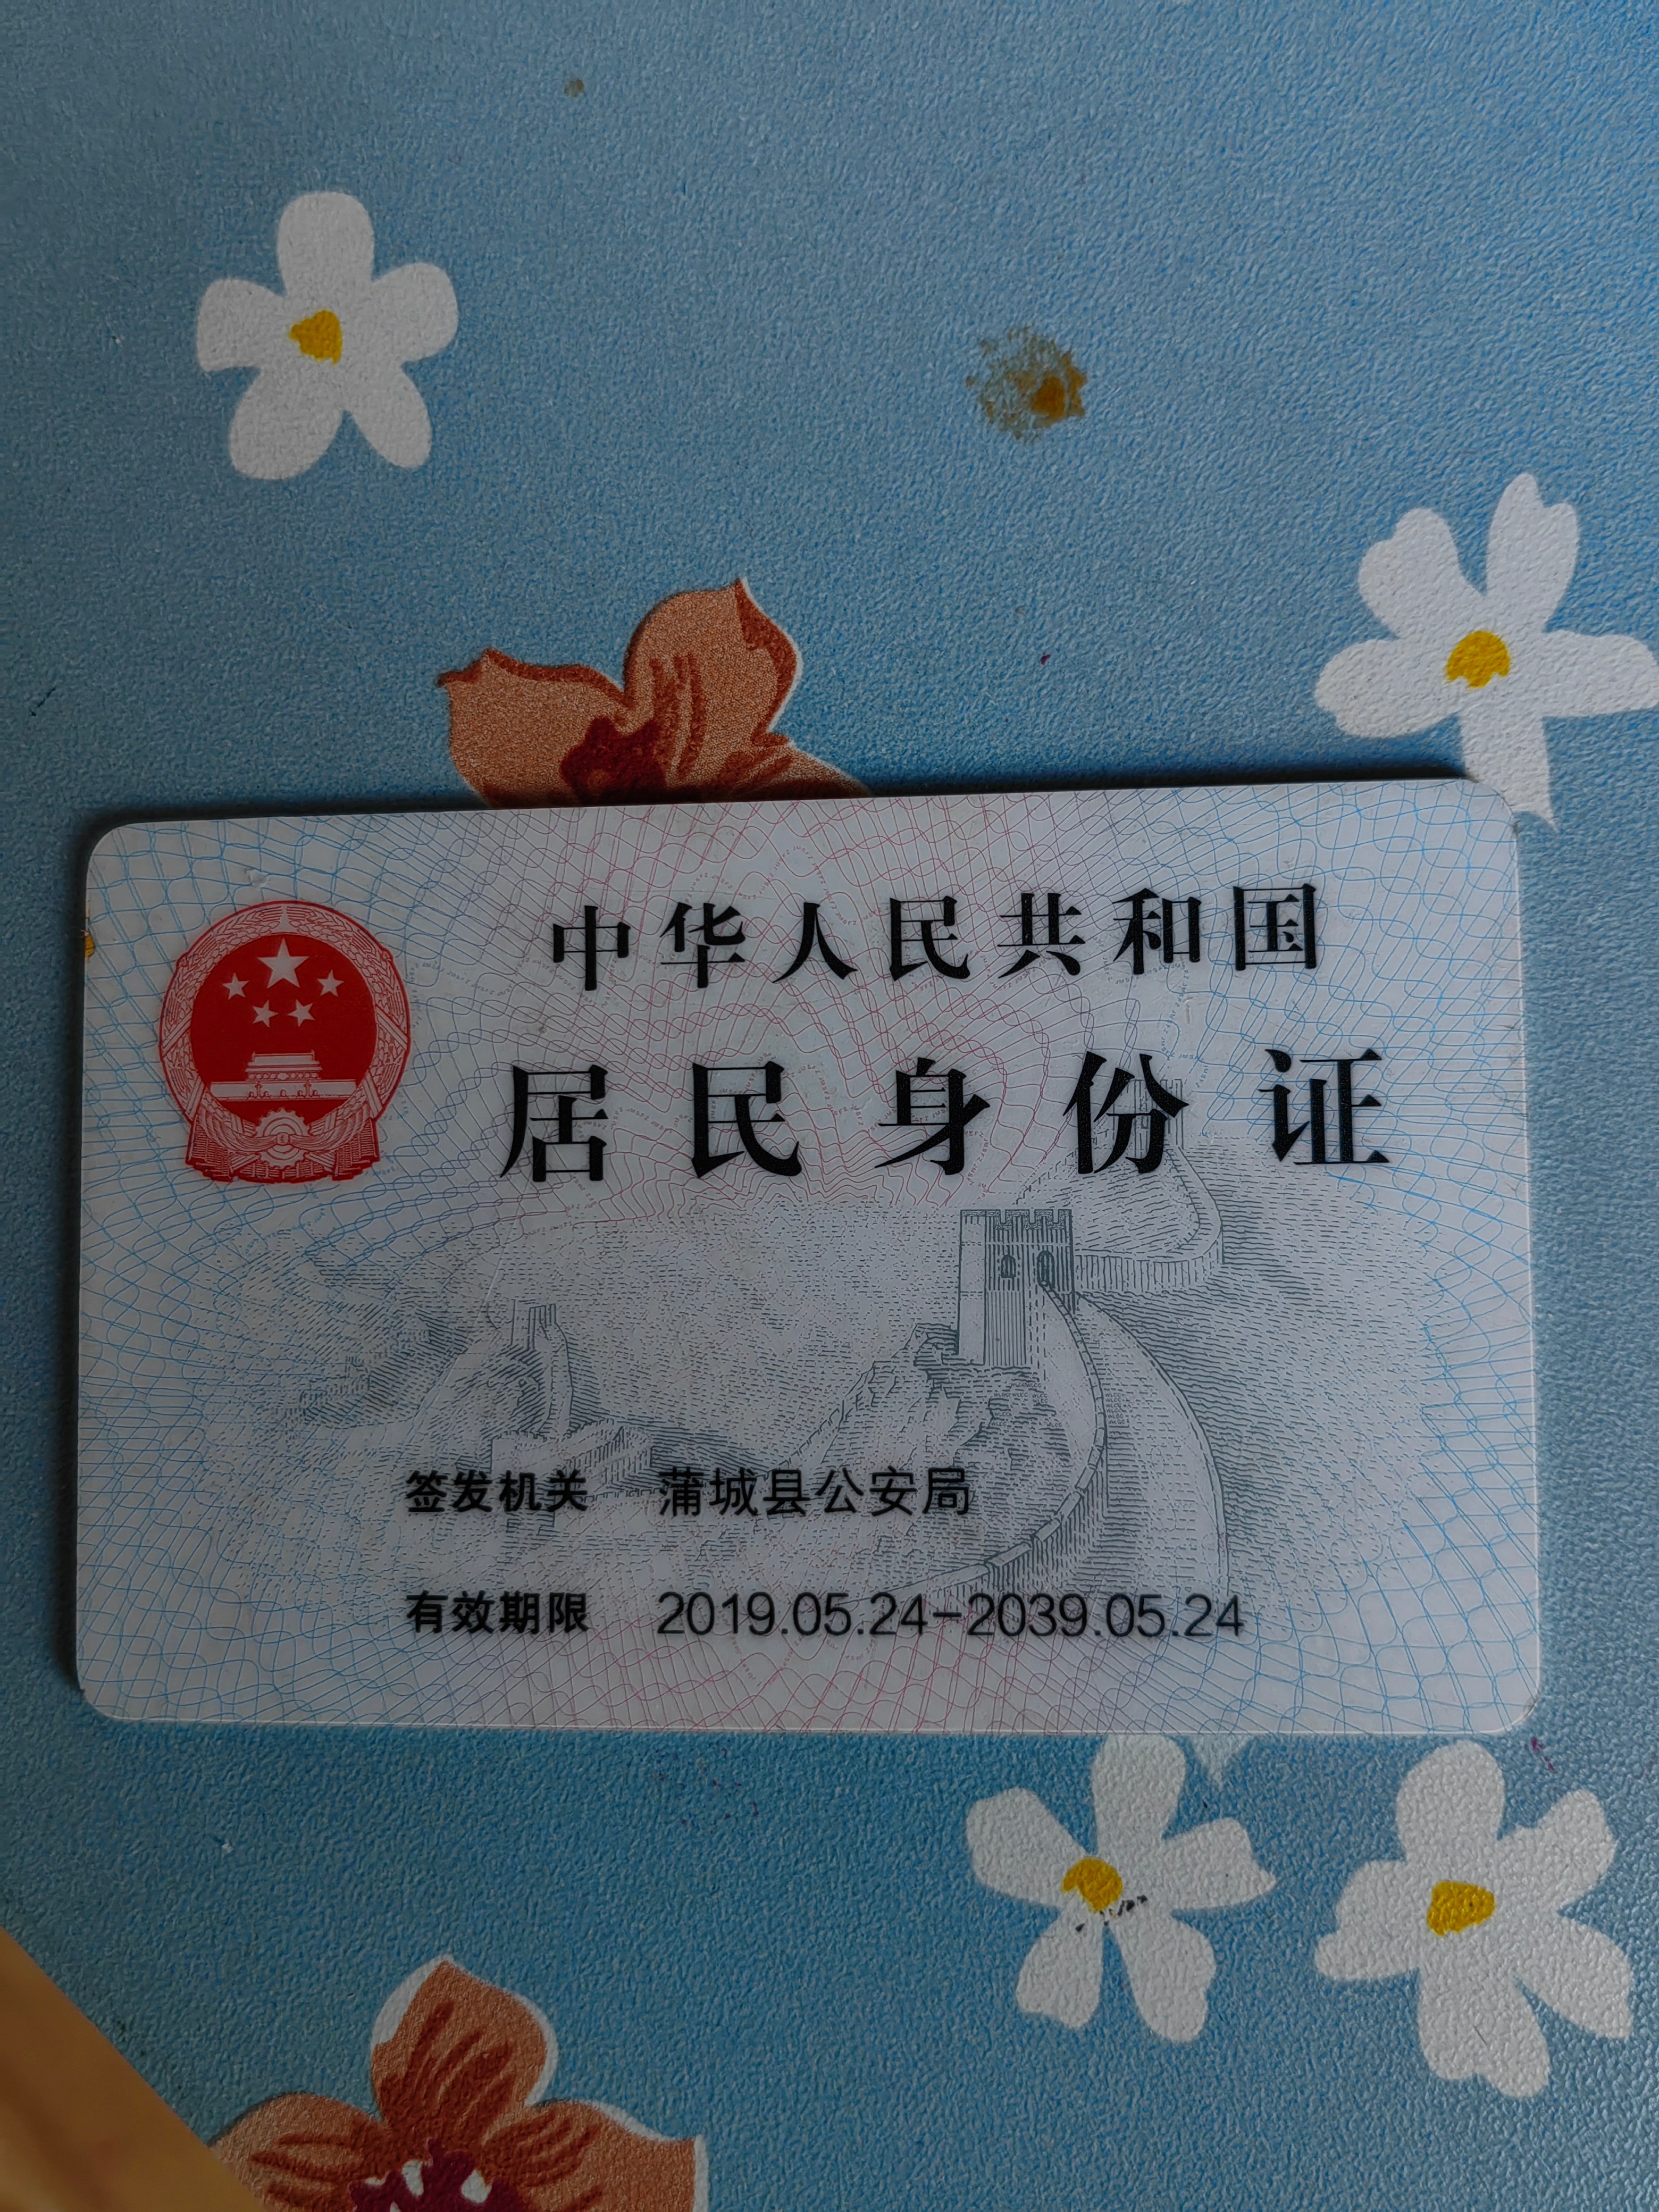 中华人民共和国
居民身份证
签发机关 蒲城县公安局
有效期限 2019.05.24-2039.05.24